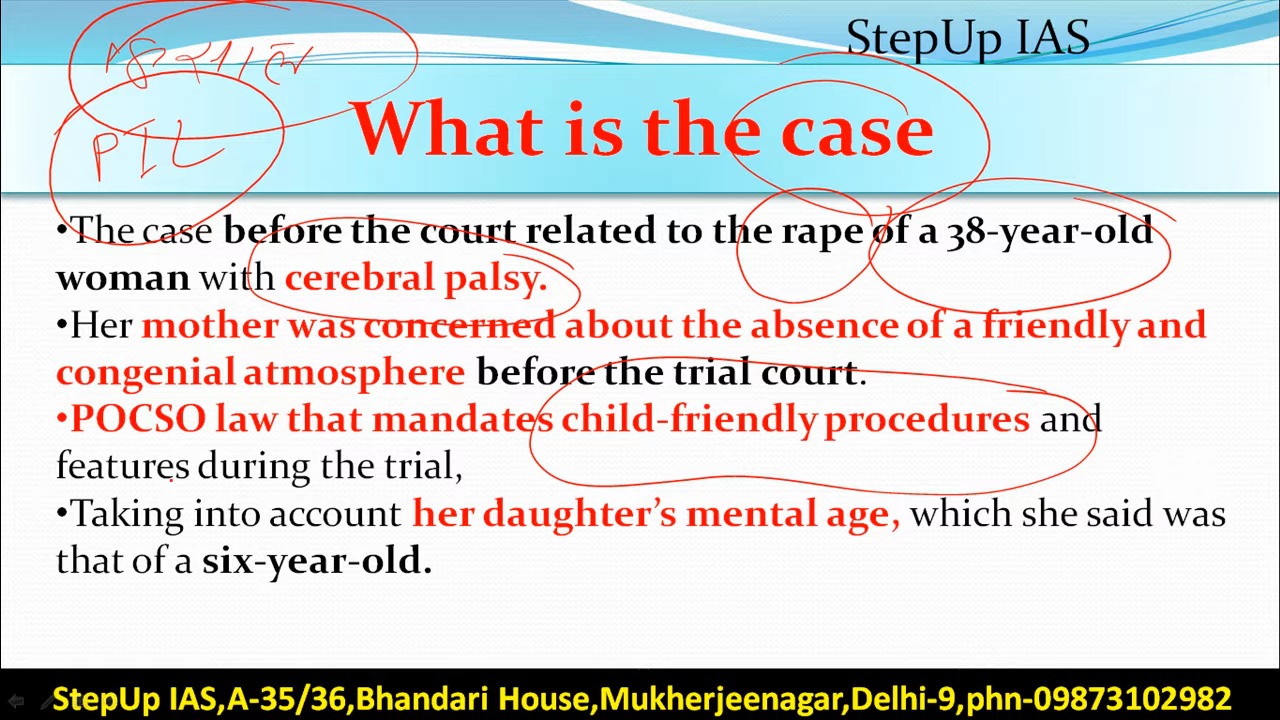 StepUp IAS
PIL
What is the case
•The case before the court related to the rape of a 38-year-old
woman with cerebral palsy.
•Her mother was concerned about the absence of a friendly and
congenial atmosphere before the trial court.
•POCSO law that mandates child-friendly procedures and
features during the trial,
•Taking into account her daughter’s mental age, which she said was
that of a six-year-old.
StepUp IAS,A-35/36,Bhandari House,Mukherjeenagar,Delhi-9,phn-09873102982